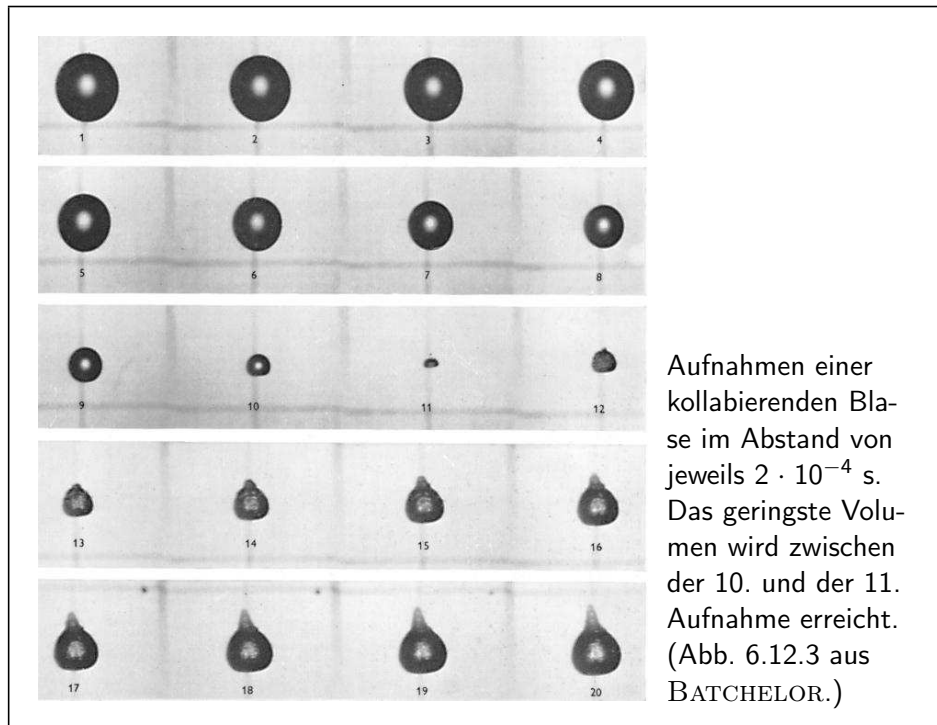 1 2 3 4
5 6 7 8
9 10 11 12
13 14 15 16
17 18 19 20
Aufnahmen einer
kollabierenden Bla-
se im Abstand von
jeweils 2 · 10⁻⁴ s.
Das geringste Volu-
men wird zwischen
der 10. und der 11.
Aufnahme erreicht.
(Abb. 6.12.3 aus
BATCHELOR.)